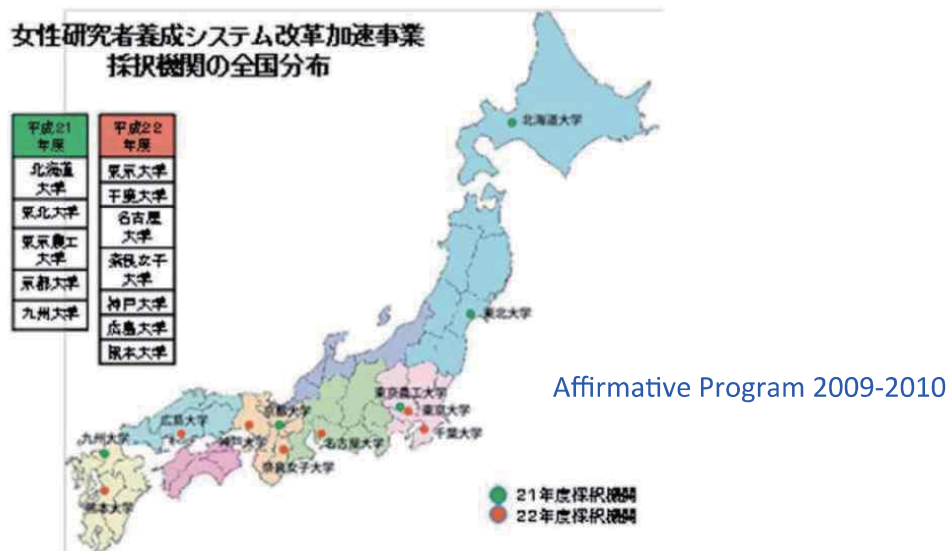 女性研究者養成システム改革加速事業
採択機関の全国分布
平成21
年度
北海道
大学
東北大学
東京農工
大学
京都大学
九州大学
平成22
年度
東京大学
千葉大学
名古屋
大学
奈良女子
大学
神戸大学
広島大学
熊本大学
北海道大学
東北大学
東京農工大学
東京大学
千葉大学
京都大学
広島大学
神戸大学
名古屋大学
奈良女子大学
九州大学
熊本大学
Affirmative Program 2009-2010
21年度採択機関
22年度採択機関